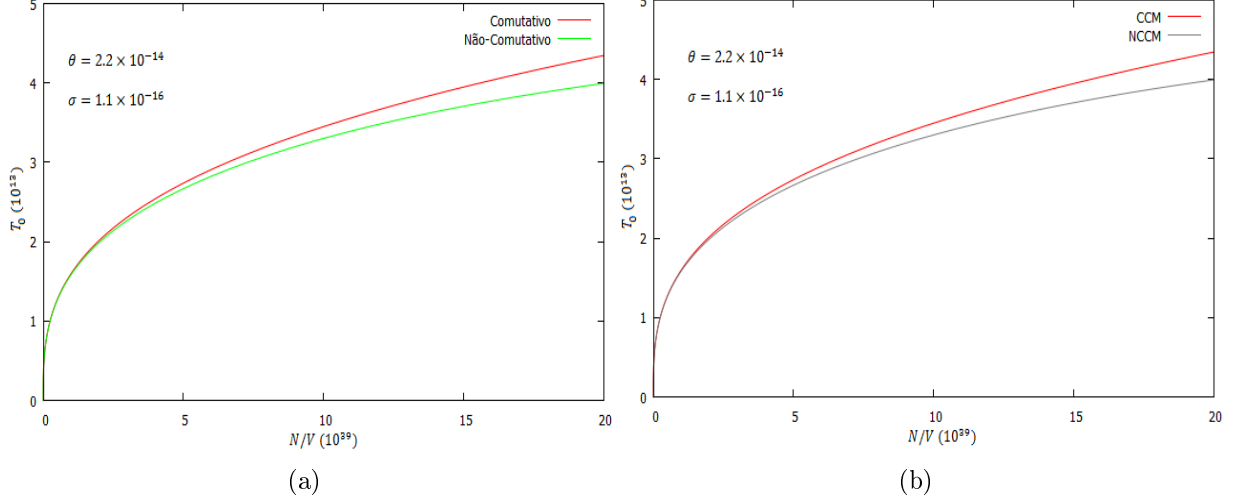 5
4
3
2
1
0
T₀ (10¹³)
θ = 2.2 × 10⁻¹⁴
σ = 1.1 × 10⁻¹⁶
Comutativo
Não-Comutativo
0 5 10 15 20
N/V (10³⁹)
(a)
5
4
3
2
1
0
T₀ (10¹³)
θ = 2.2 × 10⁻¹⁴
σ = 1.1 × 10⁻¹⁶
CCM
NCCM
0 5 10 15 20
N/V (10³⁹)
(b)